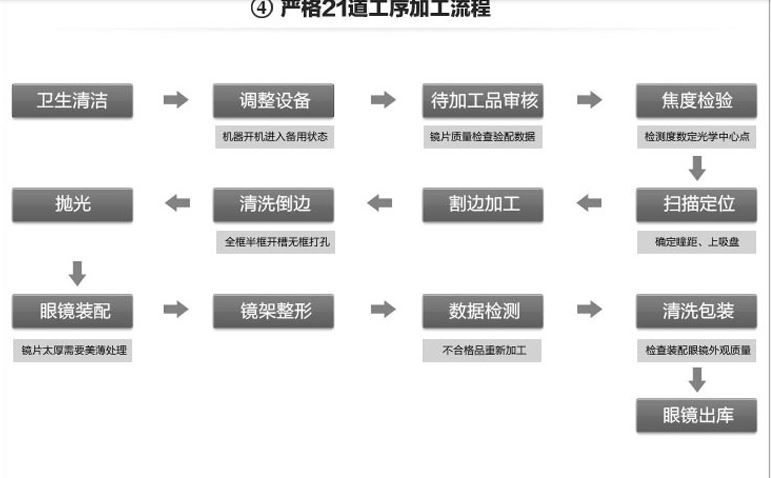 ④ 严格21道工序加工流程
卫生清洁
调整设备
机器开机进入备用状态
待加工品审核
镜片质量检查验配数据
焦度检验
检测度数定光学中心点
扫描定位
确定瞳距、上吸盘
割边加工
清洗倒边
全框半框开槽无框打孔
抛光
眼镜装配
镜片太厚需要美薄处理
镜架整形
数据检测
不合格品重新加工
清洗包装
检查装配眼镜外观质量
眼镜出库